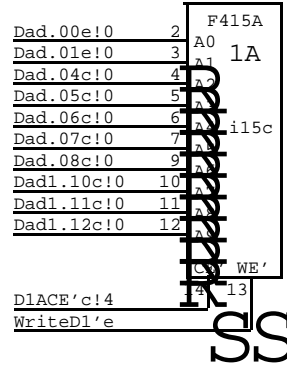 F415A
Dad.00e!0 2 A0 1A
Dad.01e!0 3 A1
Dad.04c!0 4
Dad.05c!0 5
Dad.06c!0 6 i15c
Dad.07c!0 7
Dad.08c!0 9
Dad1.10c!0 10
Dad1.11c!0 11
Dad1.12c!0 12
WE'
14 13
D1ACE'c!4
WriteD1'e
SS